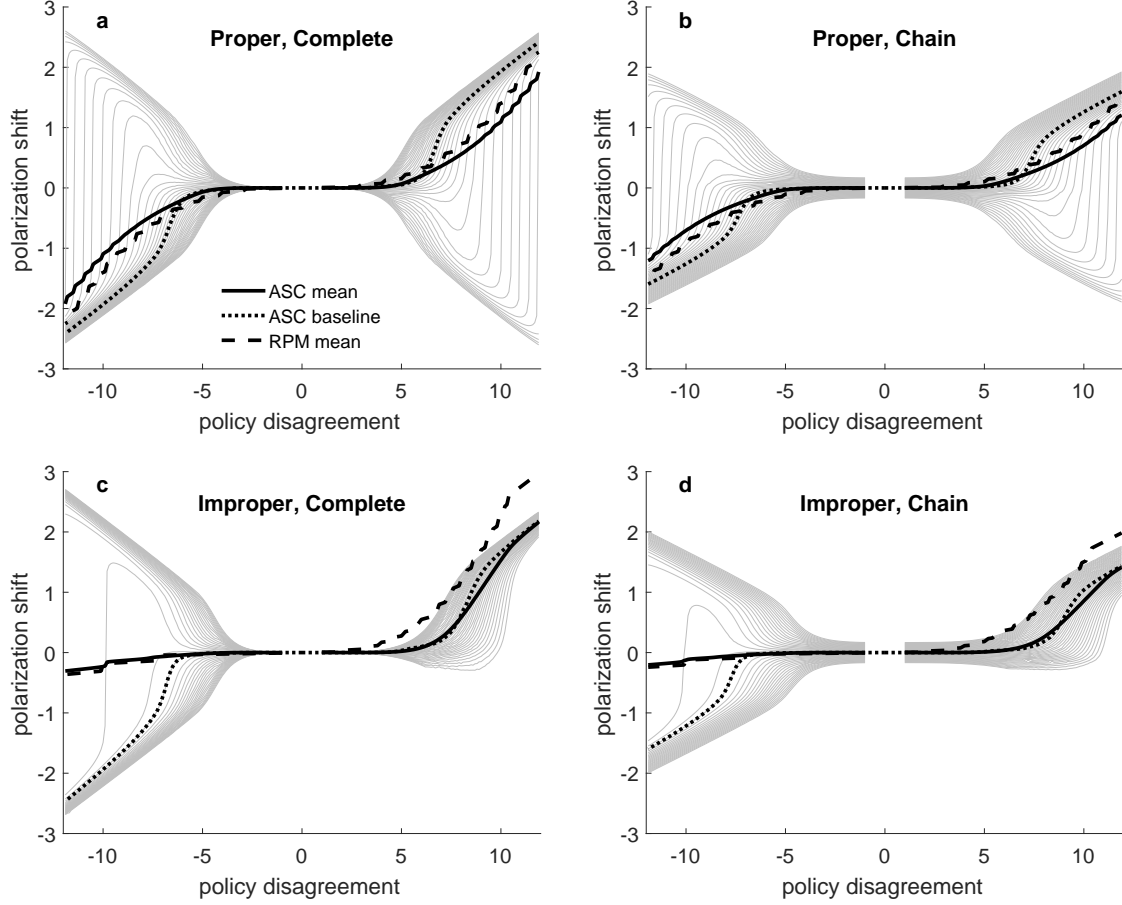 a
Proper, Complete
3
2
1
0
-1
-2
-3
polarization shift
ASC mean
ASC baseline
RPM mean
-10 -5 0 5 10
policy disagreement
b
Proper, Chain
3
2
1
0
-1
-2
-3
polarization shift
-10 -5 0 5 10
policy disagreement
c
Improper, Complete
3
2
1
0
-1
-2
-3
polarization shift
-10 -5 0 5 10
policy disagreement
d
Improper, Chain
3
2
1
0
-1
-2
-3
polarization shift
-10 -5 0 5 10
policy disagreement